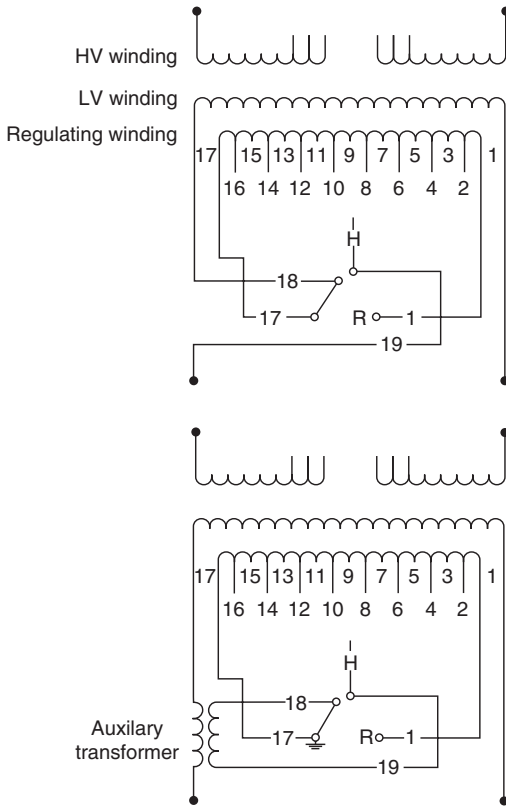 HV winding
LV winding
Regulating winding
17 15 13 11 9 7 5 3 1
16 14 12 10 8 6 4 2
H
18
17 R 1
19
17 15 13 11 9 7 5 3 1
16 14 12 10 8 6 4 2
H
18
Auxilary
transformer
17 R 1
19